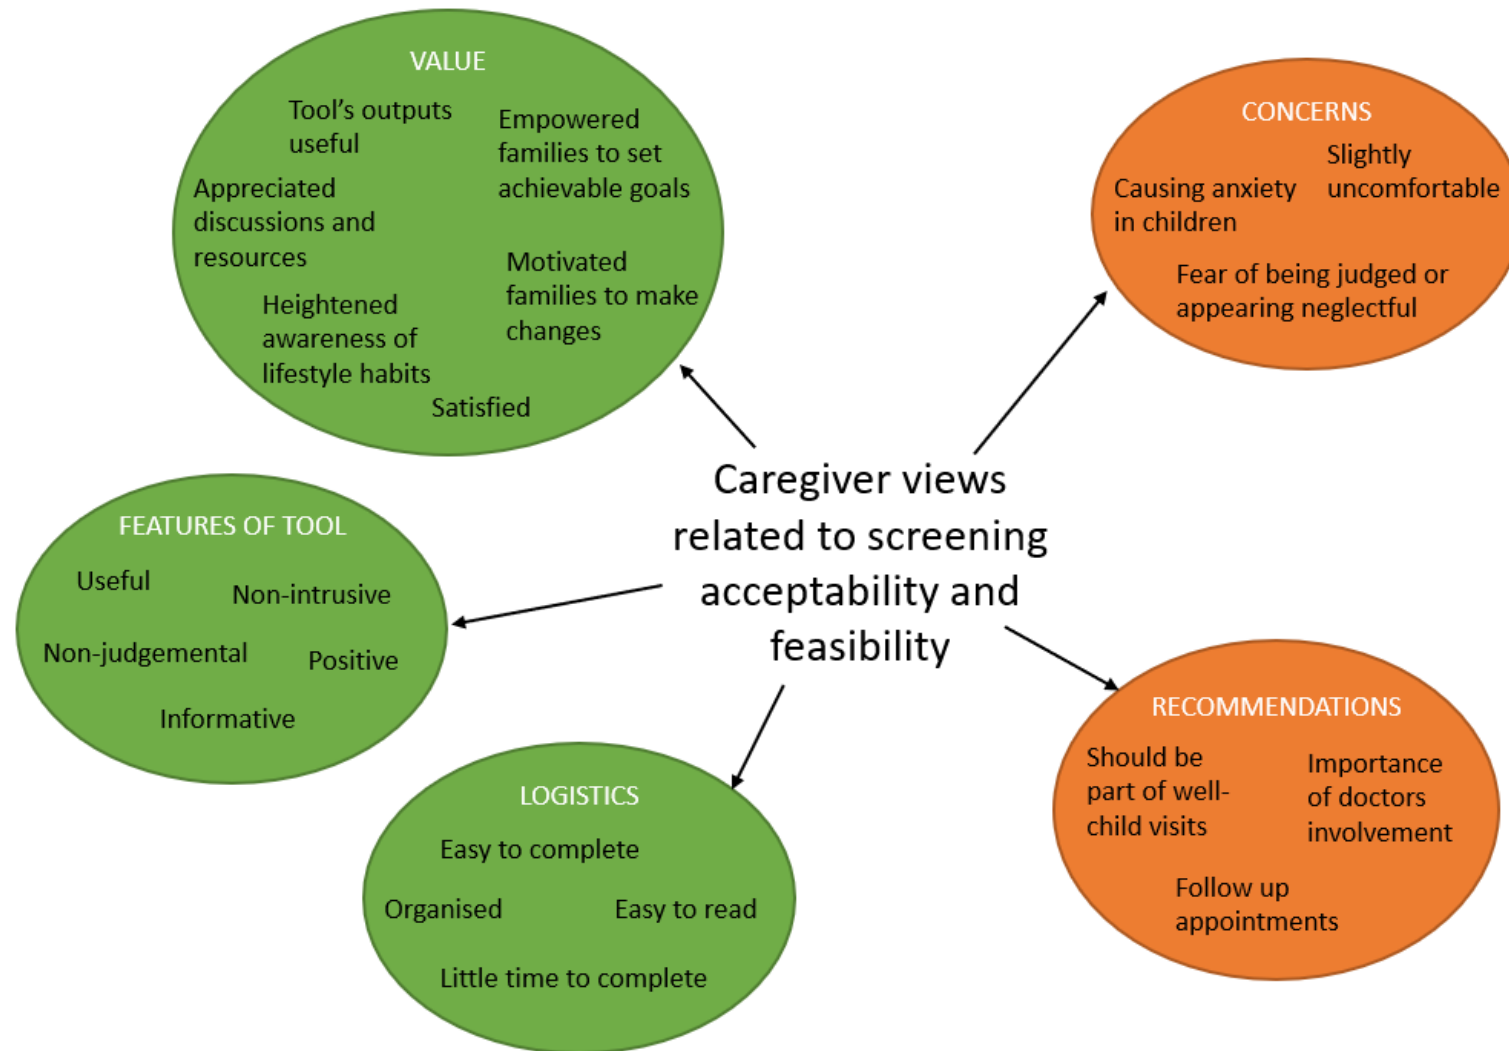 VALUE
Tool's outputs
useful
Empowered
families to set
achievable goals
Appreciated
discussions and
resources
Motivated
families to make
changes
Heightened
awareness of
lifestyle habits
Satisfied
CONCERNS
Slightly
uncomfortable
Causing anxiety
in children
Fear of being judged or
appearing neglectful
Caregiver views
related to screening
acceptability and
feasibility
FEATURES OF TOOL
Useful
Non-intrusive
Non-judgemental
Positive
Informative
LOGISTICS
Easy to complete
Organised
Easy to read
Little time to complete
RECOMMENDATIONS
Should be
part of well-
child visits
Importance
of doctors
involvement
Follow up
appointments